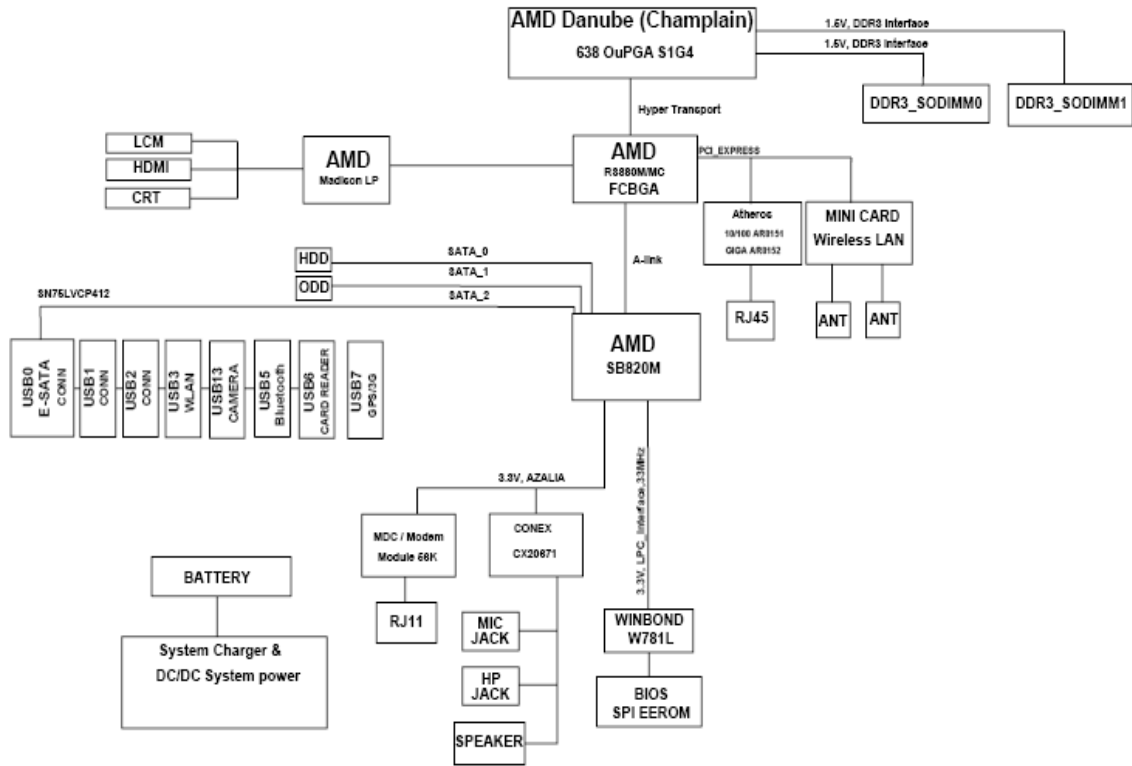 AMD Danube (Champlain)
638 OuPGA S1G4
1.5V, DDR3 Interface
1.5V, DDR3 Interface
DDR3_SODIMM0
DDR3_SODIMM1
Hyper Transport
LCM
HDMI
CRT
AMD
Madison LP
AMD
RS880M/MC
FCBGA
PCI_EXPRESS
Atheros
10/100 AR8151
GIGA AR8152
MINI CARD
Wireless LAN
RJ45
ANT
ANT
A-link
HDD
ODD
SATA_0
SATA_1
SATA_2
SN75LVCP412
AMD
SB820M
USB0
E-SATA
CONN
USB1
CONN
USB2
CONN
USB3
WLAN
USB13
CAMERA
USB5
Bluetooth
USB6
CARD READER
USB7
GPS/3G
3.3V, AZALIA
3.3V, LPC_Interface,33MHz
MDC / Modem
Module 56K
RJ11
CONEX
CX20671
MIC
JACK
HP
JACK
SPEAKER
WINBOND
W781L
BIOS
SPI EEROM
BATTERY
System Charger &
DC/DC System power